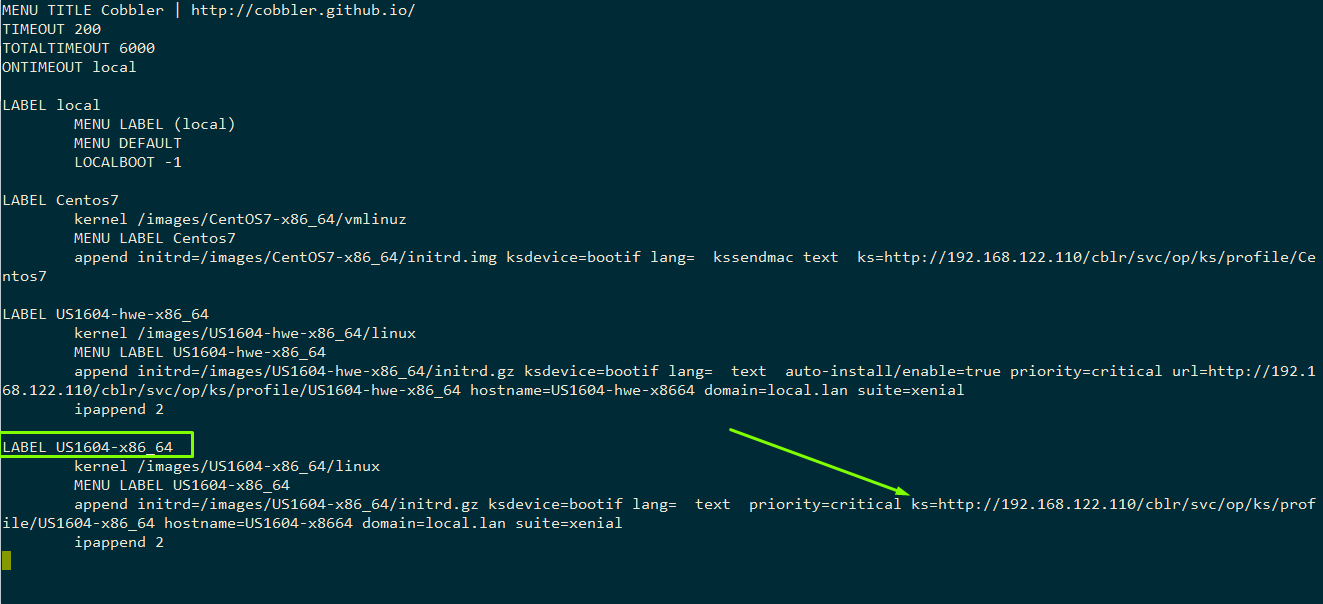 MENU TITLE Cobbler | http://cobbler.github.io/
TIMEOUT 200
TOTALTIMEOUT 6000
ONTIMEOUT local
LABEL local
MENU LABEL (local)
MENU DEFAULT
LOCALBOOT -1
LABEL Centos7
kernel /images/CentOS7-x86_64/vmlinuz
MENU LABEL Centos7
append initrd=/images/CentOS7-x86_64/initrd.img ksdevice=bootif lang=  kssendmac text  ks=http://192.168.122.110/cblr/svc/op/ks/profile/Ce
ntos7
LABEL US1604-hwe-x86_64
kernel /images/US1604-hwe-x86_64/linux
MENU LABEL US1604-hwe-x86_64
append initrd=/images/US1604-hwe-x86_64/initrd.gz ksdevice=bootif lang=  text  auto-install/enable=true priority=critical url=http://192.1
68.122.110/cblr/svc/op/ks/profile/US1604-hwe-x86_64 hostname=US1604-hwe-x8664 domain=local.lan suite=xenial
ipappend 2
LABEL US1604-x86_64
kernel /images/US1604-x86_64/linux
MENU LABEL US1604-x86_64
append initrd=/images/US1604-x86_64/initrd.gz ksdevice=bootif lang=  text  priority=critical ks=http://192.168.122.110/cblr/svc/op/ks/prof
ile/US1604-x86_64 hostname=US1604-x8664 domain=local.lan suite=xenial
ipappend 2